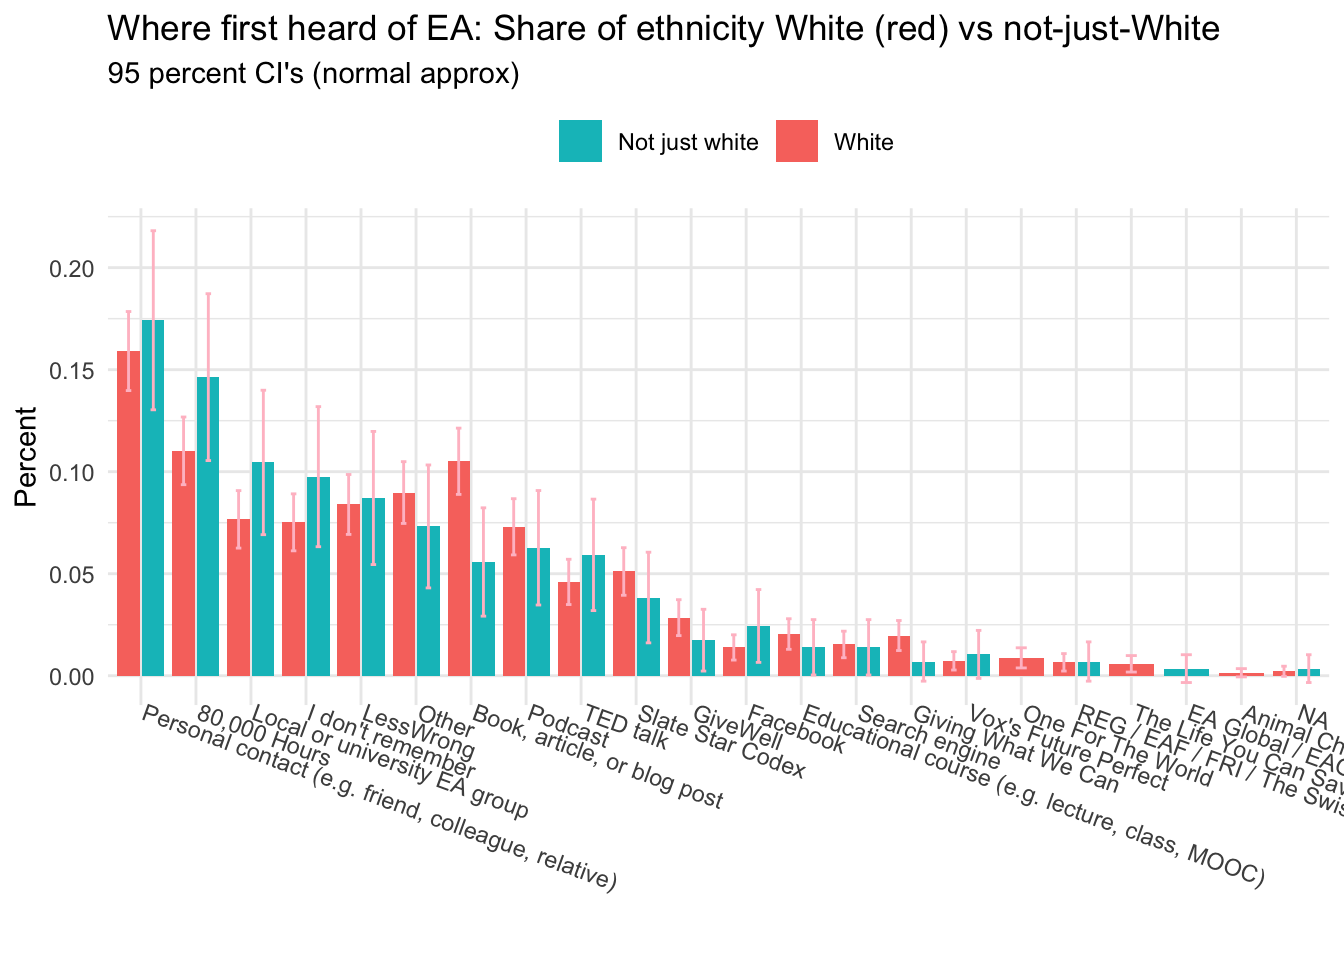 Where first heard of EA: Share of ethnicity White (red) vs not-just-White
95 percent CI's (normal approx)
Not just white
White
Percent
0.20
0.15
0.10
0.05
0.00
Personal contact (e.g. friend, colleague, relative)
80,000 Hours
Local or university EA group
I don't remember
LessWrong
Other
Book, article, or blog post
Podcast
TED talk
Slate Star Codex
GiveWell
Facebook
Educational course (e.g. lecture, class, MOOC)
Search engine
Giving What We Can
Vox's Future Perfect
One For The World
REG / EAF / FRI / The Swis
The Life You Can Sav
EA Global / EAG
Animal Ch
NA